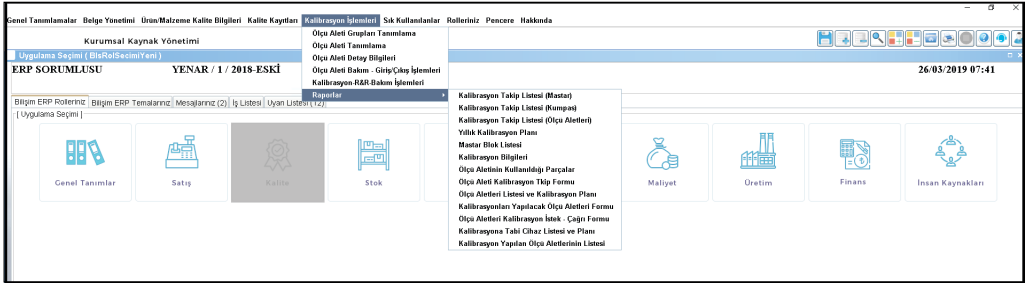 Genel Tanımlamalar Belge Yönetimi Ürün/Malzeme Kalite Bilgileri Kalite Kayıtları Kalibrasyon İşlemleri Sık Kullanılanlar Rolleriniz Pencere Hakkında
Kurumsal Kaynak Yönetimi
Uygulama Seçimi ( BIsRolSecimiYeni )
ERP SORUMLUSU YENAR / 1 / 2018-ESKİ 26/03/2019 07:41
Ölçü Aleti Grupları Tanımlama
Ölçü Aleti Tanımlama
Ölçü Aleti Detay Bilgileri
Ölçü Aleti Bakım - Giriş/Çıkış İşlemleri
Kalibrasyon-R&R-Bakım İşlemleri
Raporlar
Bilişim ERP Rolleriniz Bilişim ERP Temalarınız Mesajlarınız (2) İş Listesi Uyarı Listesi (12)
[ Uygulama Seçimi ]
Kalibrasyon Takip Listesi (Mastar)
Kalibrasyon Takip Listesi (Kumpas)
Kalibrasyon Takip Listesi (Ölçü Aletleri)
Yıllık Kalibrasyon Planı
Mastar Blok Listesi
Kalibrasyon Bilgileri
Ölçü Aletinin Kullanıldığı Parçalar
Ölçü Aleti Kalibrasyon Tkip Formu
Ölçü Aletleri Listesi ve Kalibrasyon Planı
Kalibrasyonları Yapılacak Ölçü Aletleri Formu
Ölçü Aletleri Kalibrasyon İstek - Çağrı Formu
Kalibrasyona Tabi Cihaz Listesi ve Planı
Kalibrasyon Yapılan Ölçü Aletlerinin Listesi
Genel Tanımlar Satış Kalite Stok Maliyet Üretim Finans İnsan Kaynakları